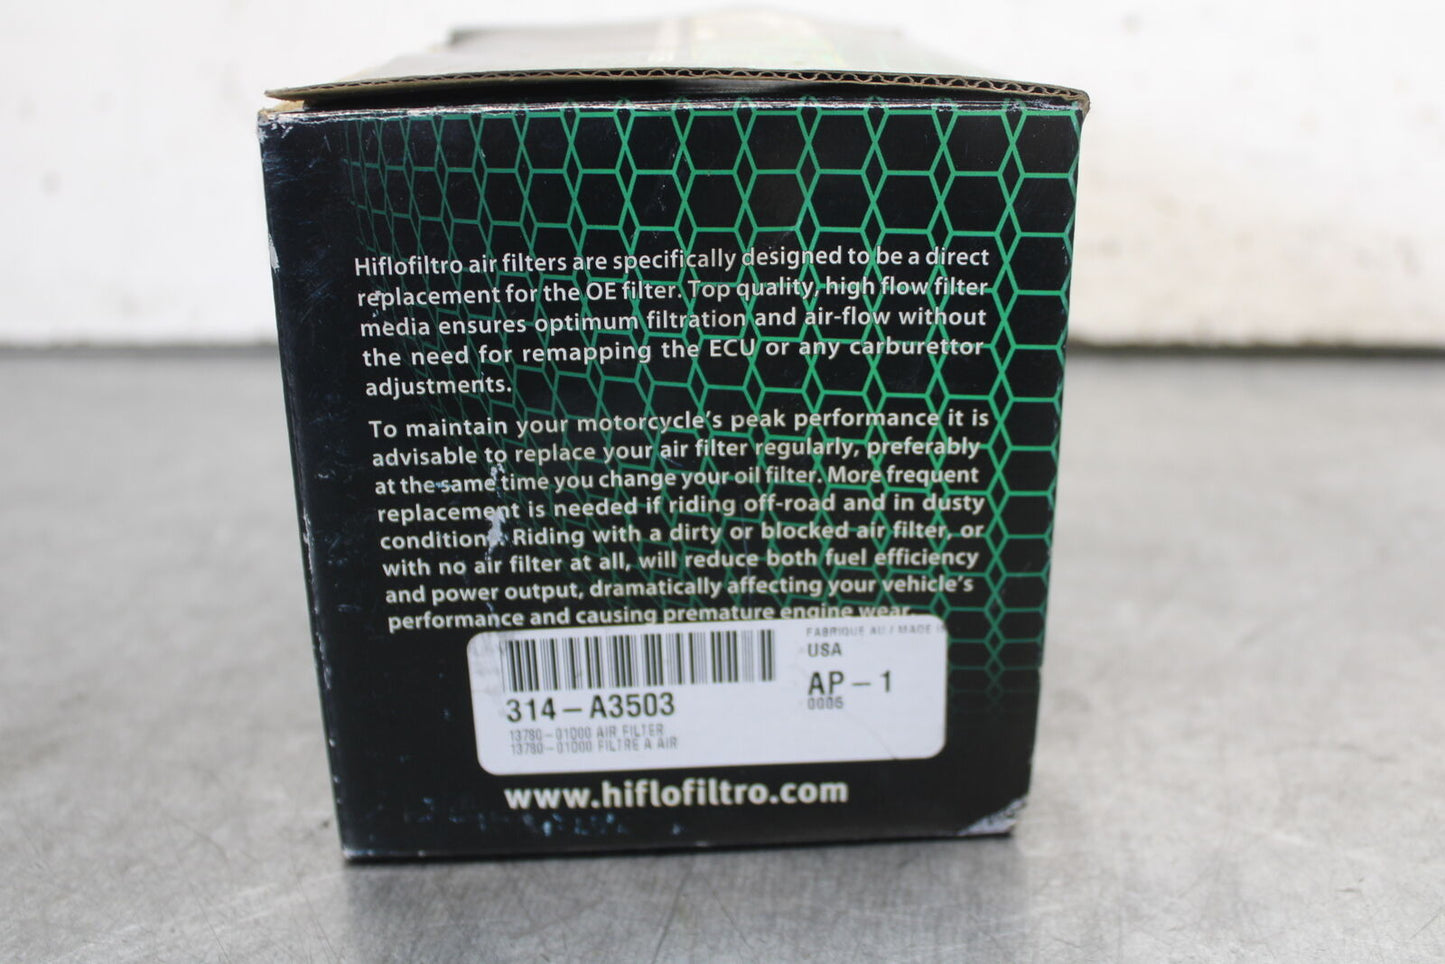 Hiflofiltro air filters are specifically designed to be a direct
replacement for the OE filter. Top quality, high flow filter
media ensures optimum filtration and air-flow without
the need for remapping the ECU or any carburettor
adjustments.
To maintain your motorcycle's peak performance it is
advisable to replace your air filter regularly, preferably
at the same time you change your oil filter. More frequent
replacement is needed if riding off-road and in dusty
condition. Riding with a dirty or blocked air filter, or
with no air filter at all, will reduce both fuel efficiency
and power output, dramatically affecting your vehicle's
performance and causing premature engine wear.
FABRIQUE AU / MADE IN
USA
314-A3503
AP-1
0006
13780-01D00 AIR FILTER
13780-01D00 FILTRE A AIR
www.hiflofiltro.com